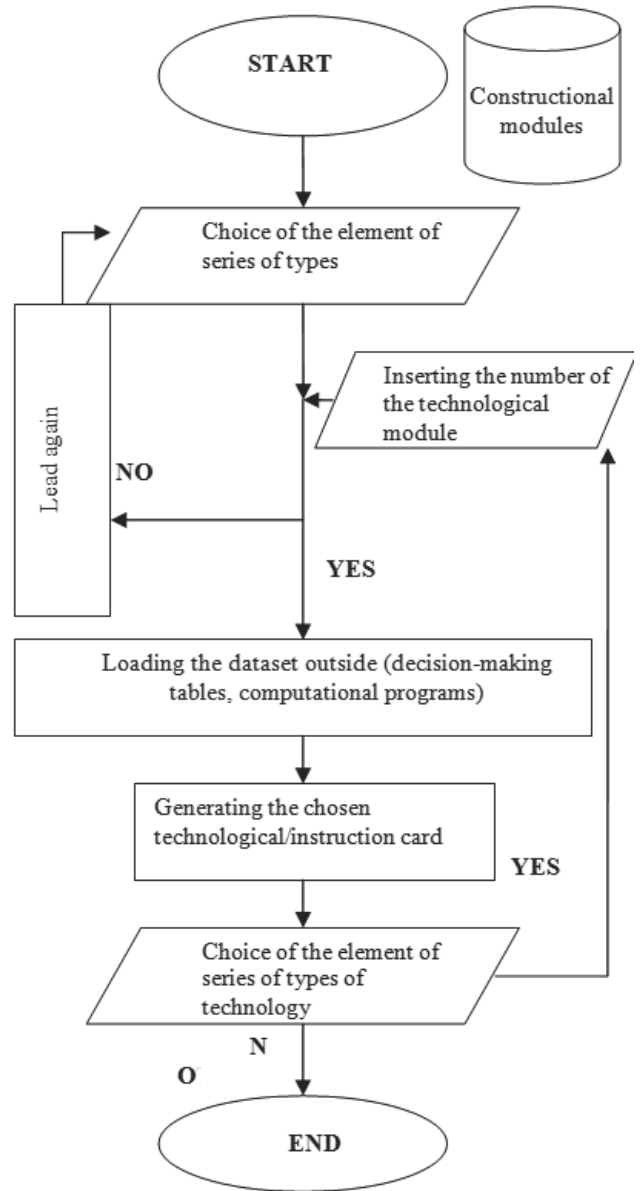 START
Constructional
modules
Choice of the element of
series of types
Inserting the number of
the technological
module
Lead again
NO
YES
Loading the dataset outside (decision-making
tables, computational programs)
Generating the chosen
technological/instruction card
YES
Choice of the element of
series of types of
technology
N
O
END